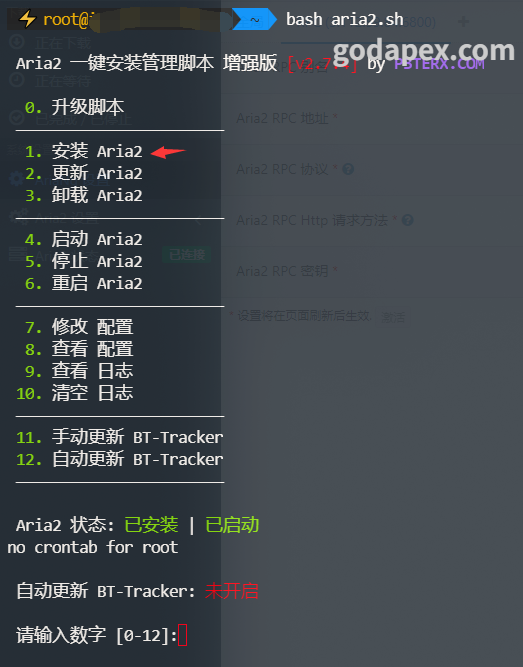 root@ ~ bash aria2.sh
godapex.com
Aria2 一键安装管理脚本 增强版 by P3TERX.COM
0. 升级脚本
1. 安装 Aria2
2. 更新 Aria2
3. 卸载 Aria2
4. 启动 Aria2
5. 停止 Aria2
6. 重启 Aria2
7. 修改 配置
8. 查看 配置
9. 查看 日志
10. 清空 日志
11. 手动更新 BT-Tracker
12. 自动更新 BT-Tracker
Aria2 状态: 已安装 | 已启动
no crontab for root
自动更新 BT-Tracker: 未开启
请输入数字 [0-12]:
Aria2 RPC 地址 *
Aria2 RPC 协议 *
Aria2 RPC Http 请求方法 *
Aria2 RPC 密钥 *
* 设置将在页面刷新后生效.
已连接